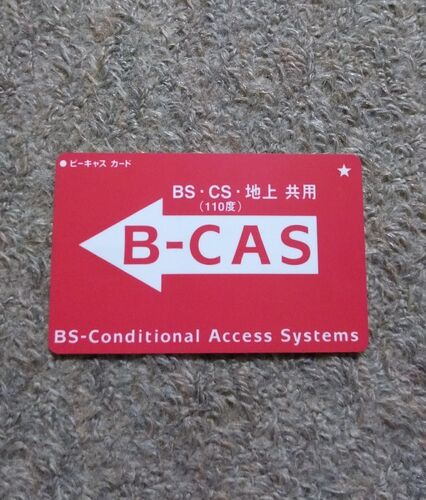 ● ビーキャス カード
★
BS・CS・地上 共用
(110度)
B-CAS
BS-Conditional Access Systems